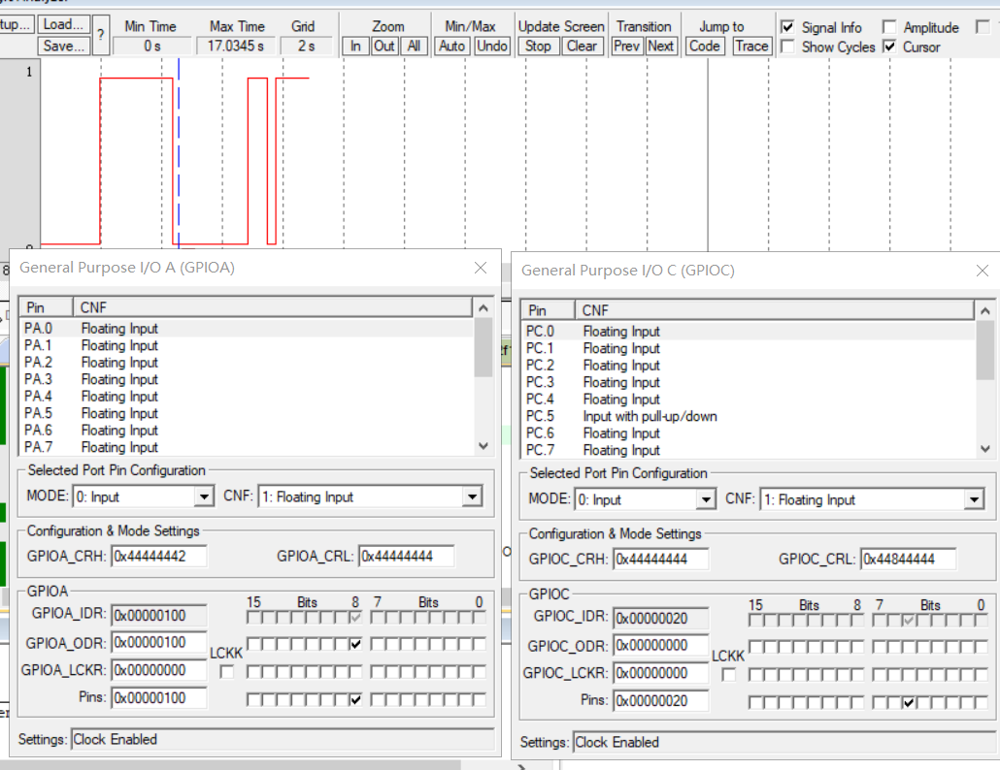 tup... Load... ? Min Time Max Time Grid Zoom Min/Max Update Screen Transition Jump to Signal Info Amplitude
Save... 0 s 17.0345 s 2 s In Out All Auto Undo Stop Clear Prev Next Code Trace Show Cycles Cursor
1
0
8
General Purpose I/O A (GPIOA)
Pin CNF
PA.0 Floating Input
PA.1 Floating Input
PA.2 Floating Input
PA.3 Floating Input
PA.4 Floating Input
PA.5 Floating Input
PA.6 Floating Input
PA.7 Floating Input
Selected Port Pin Configuration
MODE: 0: Input CNF: 1: Floating Input
Configuration & Mode Settings
GPIOA_CRH: 0x44444442 GPIOA_CRL: 0x44444444
GPIOA
15 Bits 8 7 Bits 0
GPIOA_IDR: 0x00000100
GPIOA_ODR: 0x00000100
LCKK
GPIOA_LCKR: 0x00000000
Pins: 0x00000100
Settings: Clock Enabled
General Purpose I/O C (GPIOC)
Pin CNF
PC.0 Floating Input
PC.1 Floating Input
PC.2 Floating Input
PC.3 Floating Input
PC.4 Floating Input
PC.5 Input with pull-up/down
PC.6 Floating Input
PC.7 Floating Input
Selected Port Pin Configuration
MODE: 0: Input CNF: 1: Floating Input
Configuration & Mode Settings
GPIOC_CRH: 0x44444444 GPIOC_CRL: 0x44844444
GPIOC
15 Bits 8 7 Bits 0
GPIOC_IDR: 0x00000020
GPIOC_ODR: 0x00000000
LCKK
GPIOC_LCKR: 0x00000000
Pins: 0x00000020
Settings: Clock Enabled